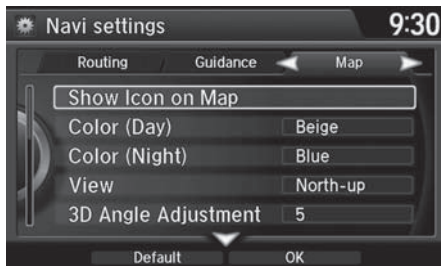 Navi settings 9:30
Routing Guidance Map
Show Icon on Map
Color (Day) Beige
Color (Night) Blue
View North-up
3D Angle Adjustment 5
Default OK